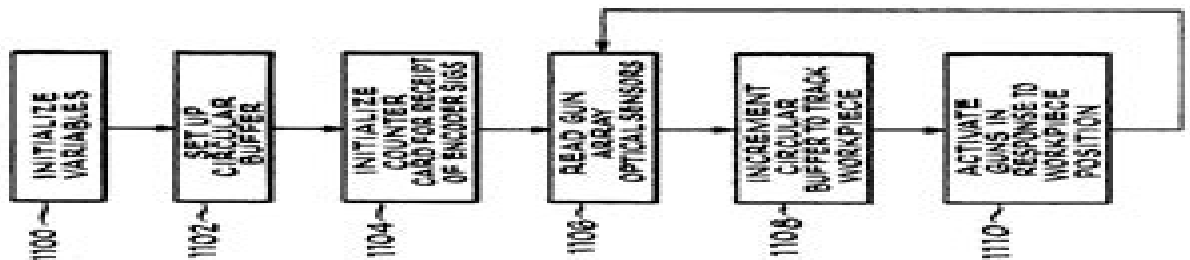 1100
INITIALIZE
VARIABLES
1102
SET UP
CIRCULAR
BUFFER
1104
INITIALIZE
COUNTER
CARD FOR RECEIPT
OF ENCODER SIGS
1106
READ GUN
ARRAY
OPTICAL SENSORS
1108
INCREMENT
CIRCULAR
BUFFER TO TRACK
WORKPIECE
1110
ACTIVATE
GUNS IN
RESPONSE TO
WORKPIECE
POSITION